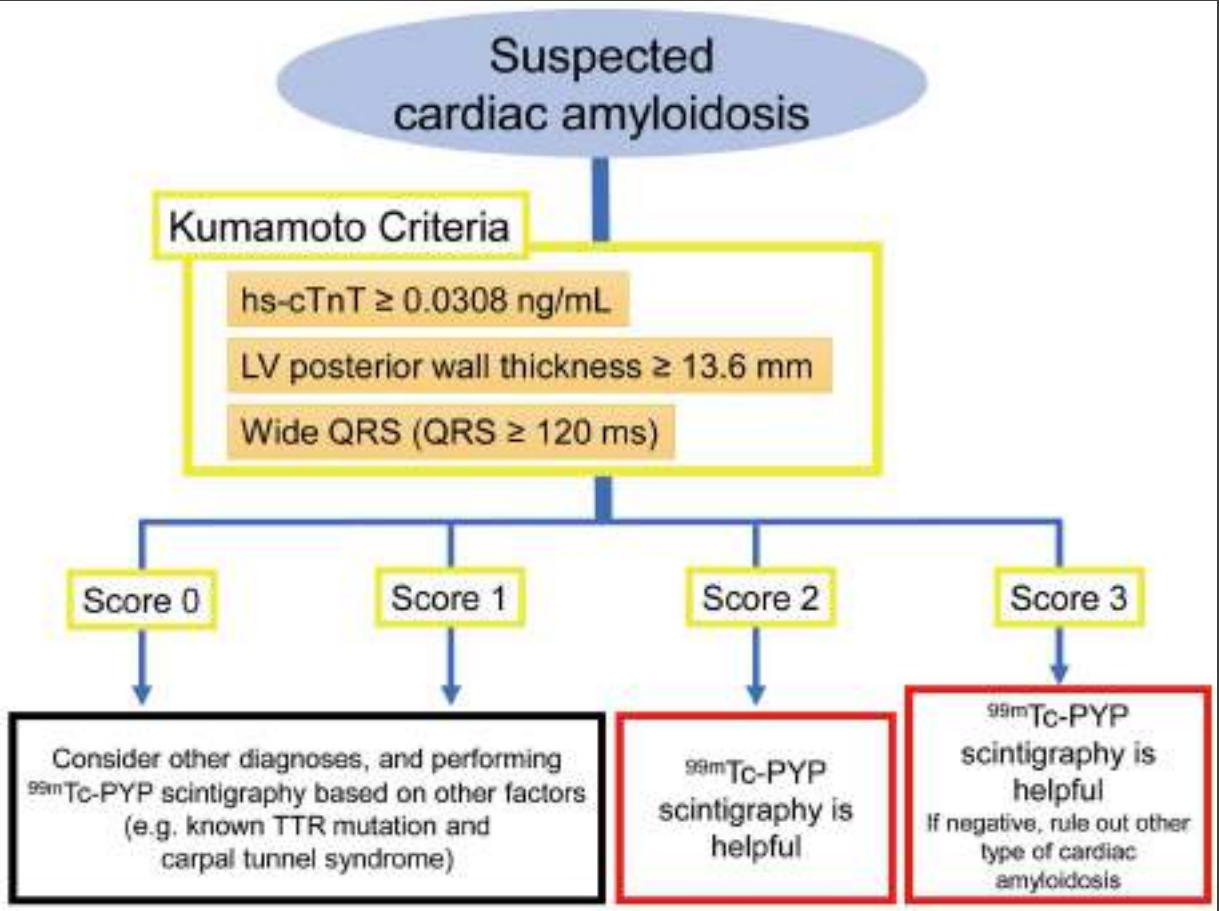 Suspected
cardiac amyloidosis
Kumamoto Criteria
hs-cTnT ≥ 0.0308 ng/mL
LV posterior wall thickness ≥ 13.6 mm
Wide QRS (QRS ≥ 120 ms)
Score 0
Score 1
Score 2
Score 3
Consider other diagnoses, and performing
⁹⁹ᵐTc-PYP scintigraphy based on other factors
(e.g. known TTR mutation and
carpal tunnel syndrome)
⁹⁹ᵐTc-PYP
scintigraphy is
helpful
⁹⁹ᵐTc-PYP
scintigraphy is
helpful
If negative, rule out other
type of cardiac
amyloidosis